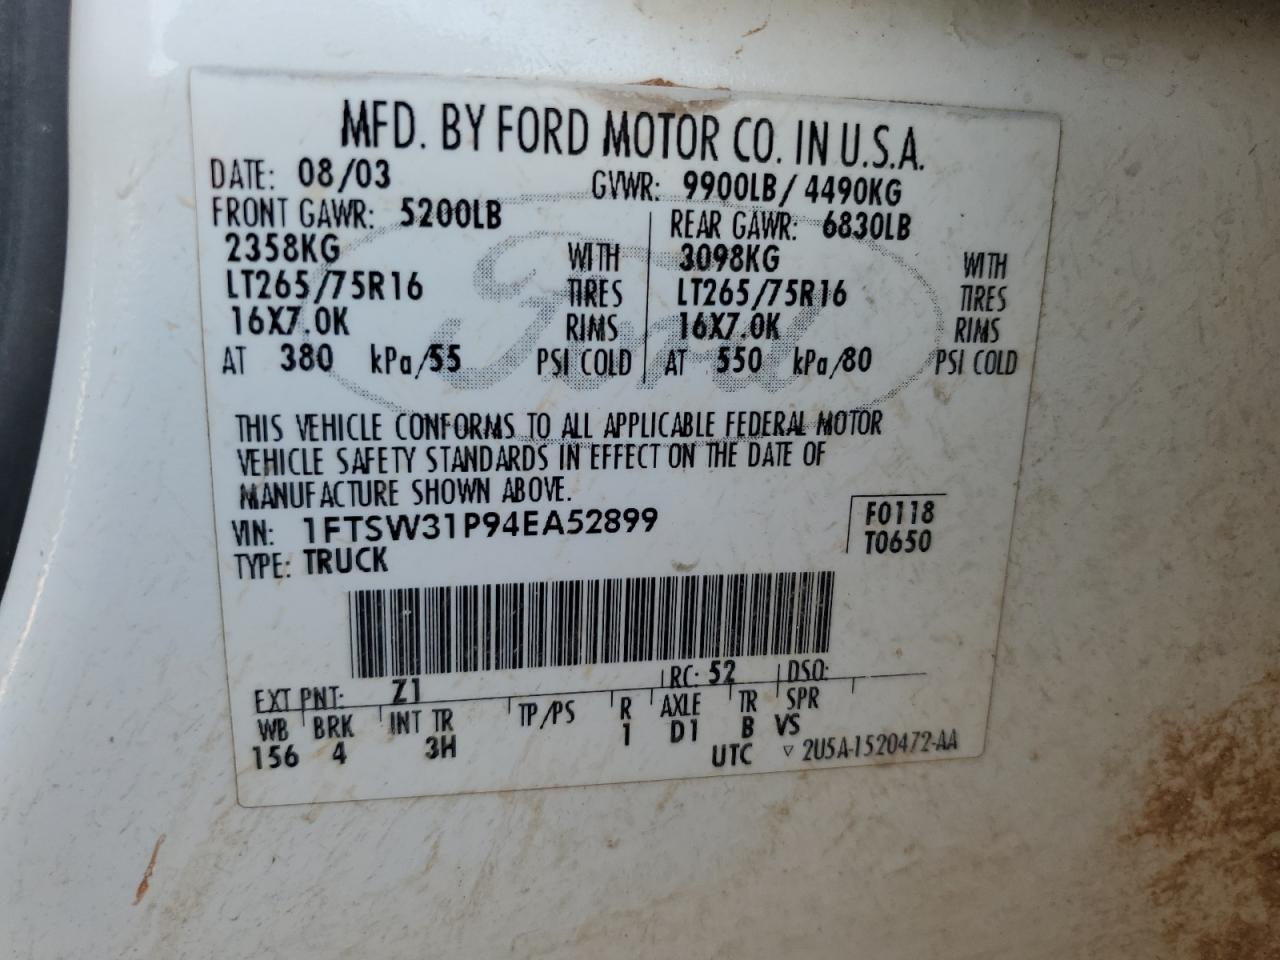 MFD. BY FORD MOTOR CO. IN U.S.A.
DATE: 08/03 GVWR: 9900LB/ 4490KG
FRONT GAWR: 5200LB REAR GAWR: 6830LB
2358KG WITH 3098KG WITH
LT265/75R16 TIRES LT265/75R16 TIRES
16X7.0K RIMS 16X7.0K RIMS
AT 380 kPa/55 PSI COLD AT 550 kPa/80 PSI COLD
Ford
THIS VEHICLE CONFORMS TO ALL APPLICABLE FEDERAL MOTOR
VEHICLE SAFETY STANDARDS IN EFFECT ON THE DATE OF
MANUFACTURE SHOWN ABOVE.
VIN: 1FTSW31P94EA52899 F0118
TYPE: TRUCK T0650
EXT PNT: Z1 RC: 52 DSO:
WB BRK INT TR TP/PS R AXLE TR SPR
156 4 3H 1 D1 B VS
UTC ▽ 2U5A-1520472-AA